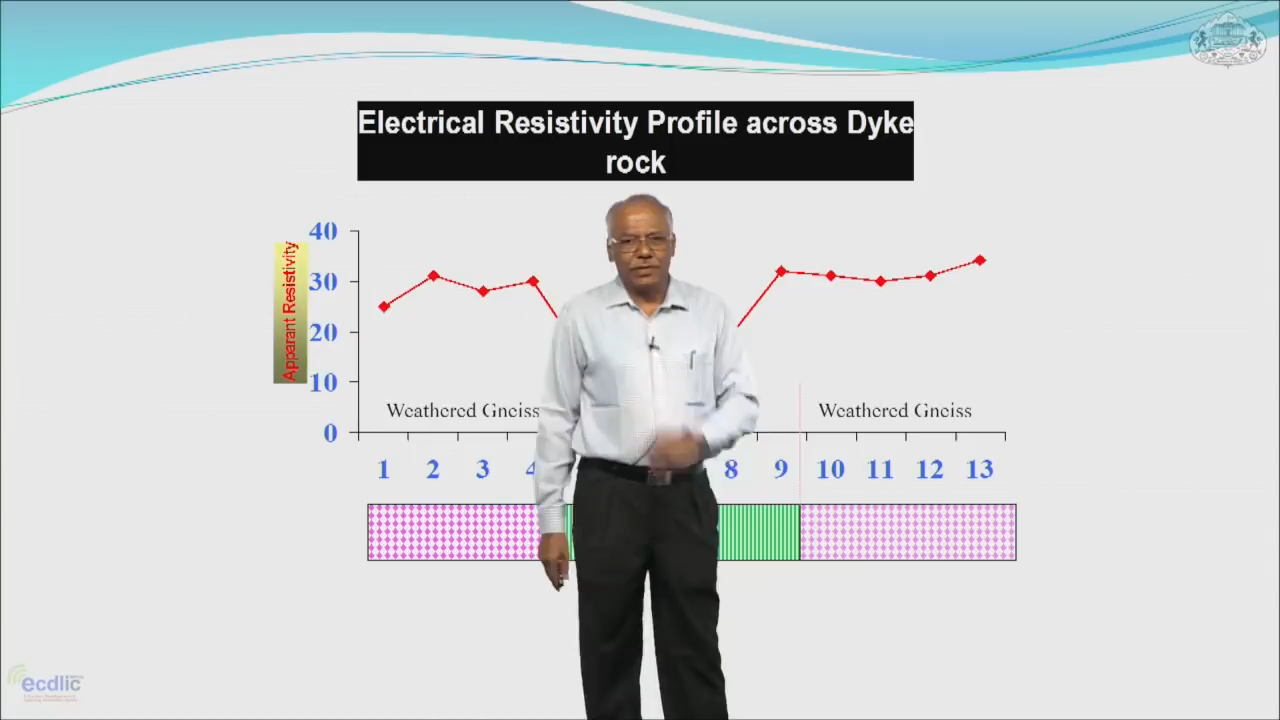 Electrical Resistivity Profile across Dyke
rock
Apparant Resistivity
40
30
20
10
0
Weathered Gneiss
Weathered Gneiss
1 2 3 4 8 9 10 11 12 13
ecdlic